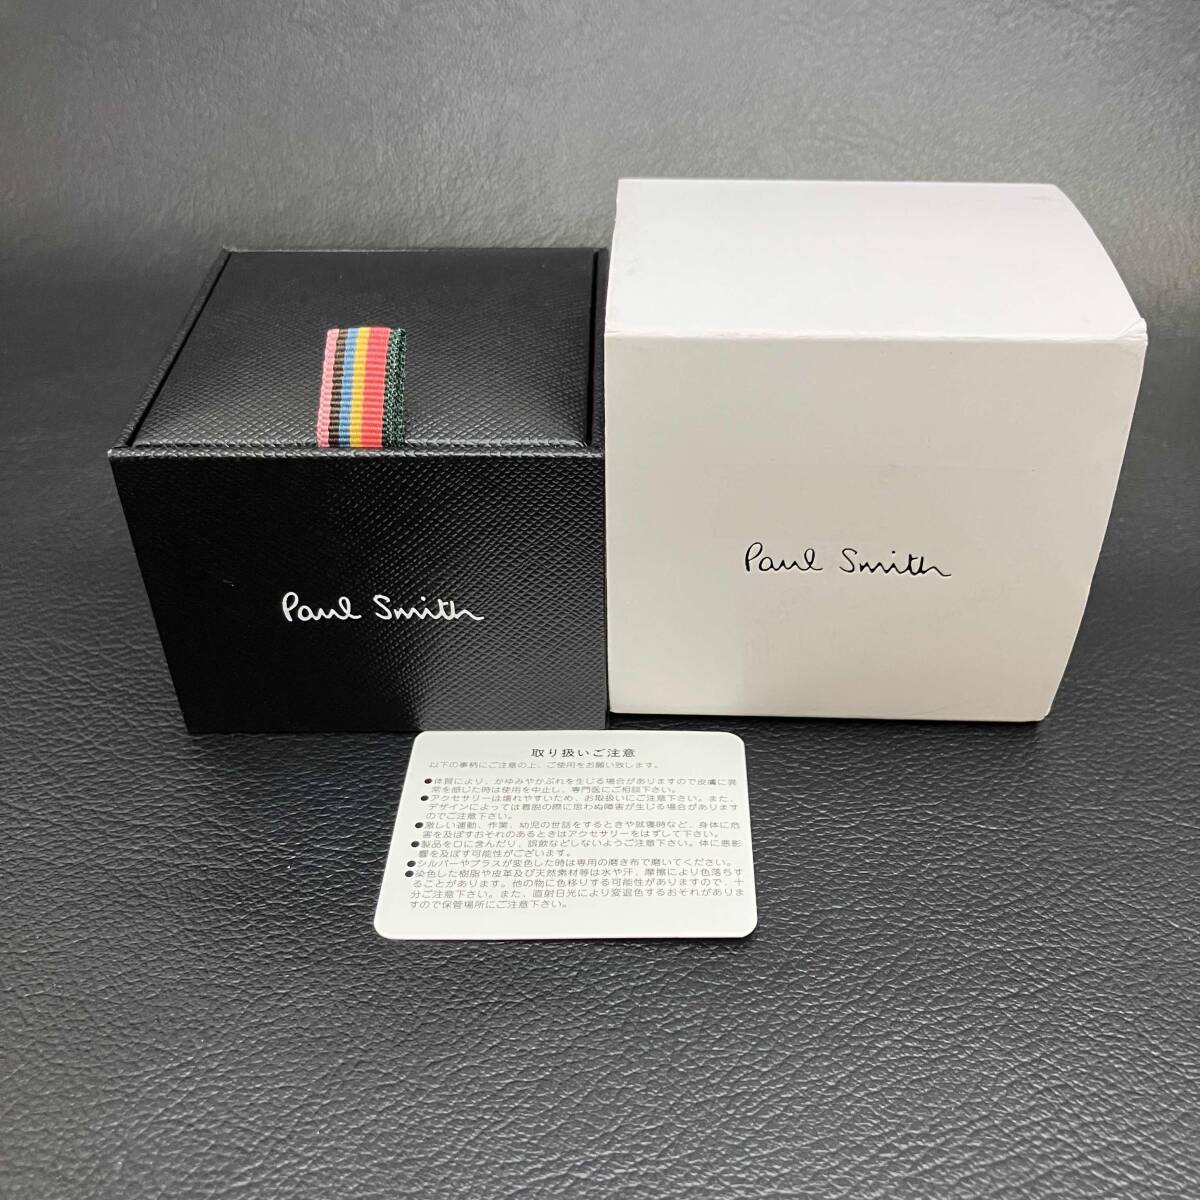 Paul Smith
Paul Smith
取り扱いご注意
以下の事柄にご注意の上、ご使用をお願い致します。
●体質により、かゆみやかぶれを生じる場合がありますので皮膚に異
常を感じた時は使用を中止し、専門医にご相談下さい。
●アクセサリーは壊れやすいため、お取扱いにご注意下さい。また、
デザインによっては着脱の際に思わぬ障害が生じる場合があります
のでご注意下さい。
●激しい運動、作業、幼児の世話をするときや就寝時など、身体に危
害を及ぼすおそれのあるときはアクセサリーをはずして下さい。
●製品を口に含んだり、誤飲などしないようご注意下さい。体に悪影
響を及ぼす可能性がございます。
●シルバーやブラスが変色した時は専用の磨き布で磨いてください。
●染色した樹脂や皮革及び天然素材等は水や汗、摩擦により色落ちす
ることがあります。他の物に色移りする可能性がありますので、十
分ご注意下さい。また、直射日光により変退色するおそれがありま
すので保管場所にご注意下さい。